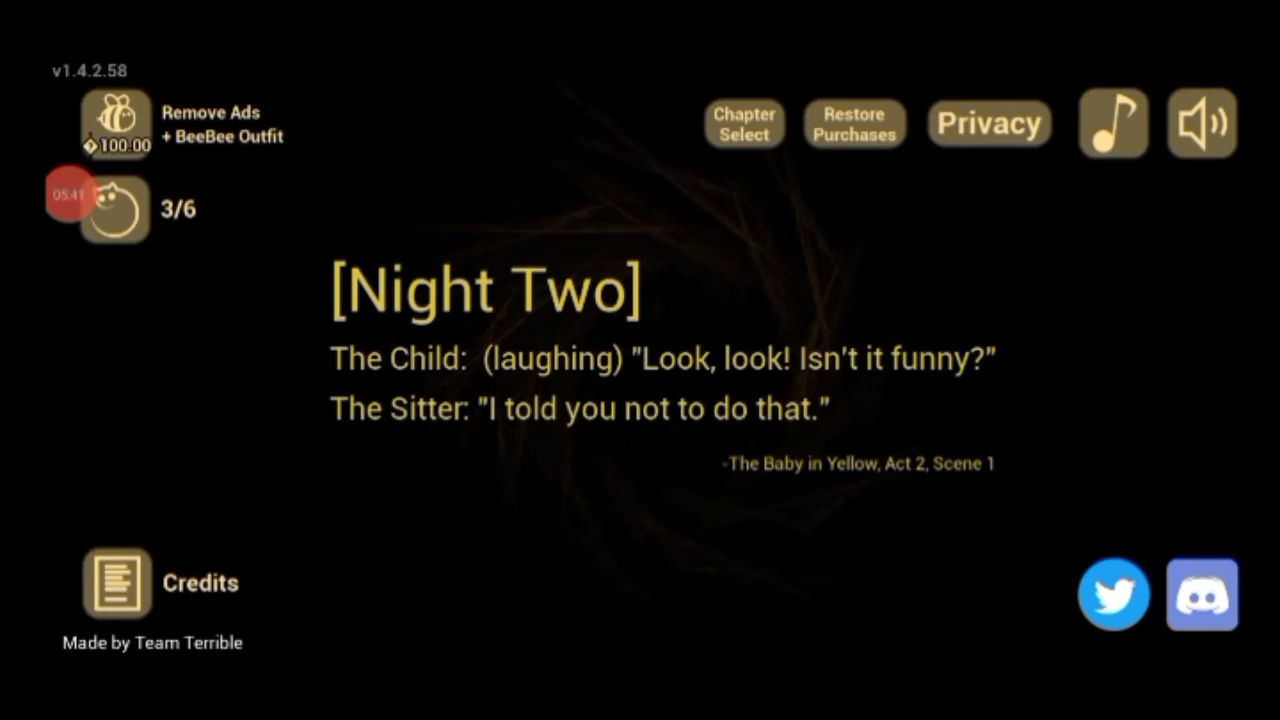 v1.4.2.58
Remove Ads
+ BeeBee Outfit
100.00
Chapter
Select
Restore
Purchases
Privacy
05:41
3/6
[Night Two]
The Child:  (laughing) "Look, look! Isn't it funny?"
The Sitter: "I told you not to do that."
-The Baby in Yellow, Act 2, Scene 1
Credits
Made by Team Terrible